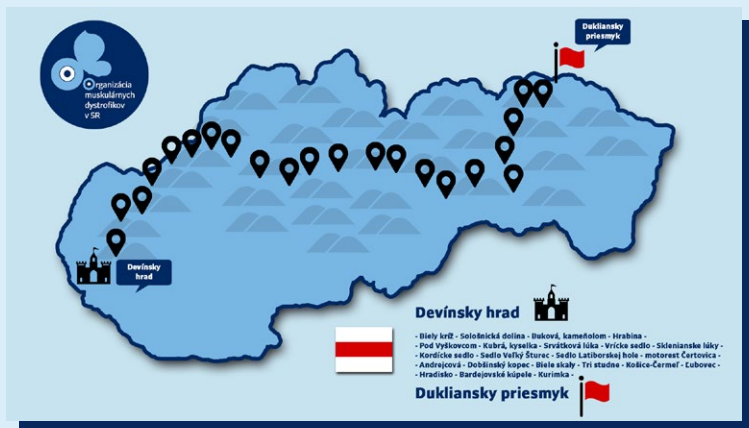 Organizácia
muskulárnych
dystrofikov
v SR
Dukliansky
priesmyk
Devínsky
hrad
Devínsky hrad
- Biely kríž - Sološnická dolina - Buková, kameňolom - Hrabina -
- Pod Vyškovcom - Kubrá, kyselka - Srvátková lúka - Vrícke sedlo - Sklenianske lúky -
- Kordícke sedlo - Sedlo Veľký Šturec - Sedlo Latiborskej hole - motorest Čertovica -
- Andrejcová - Dobšinský kopec - Biele skaly - Tri studne - Košice-Čermeľ - Ľubovec -
- Hradisko - Bardejovské kúpele - Kurimka -
Dukliansky priesmyk